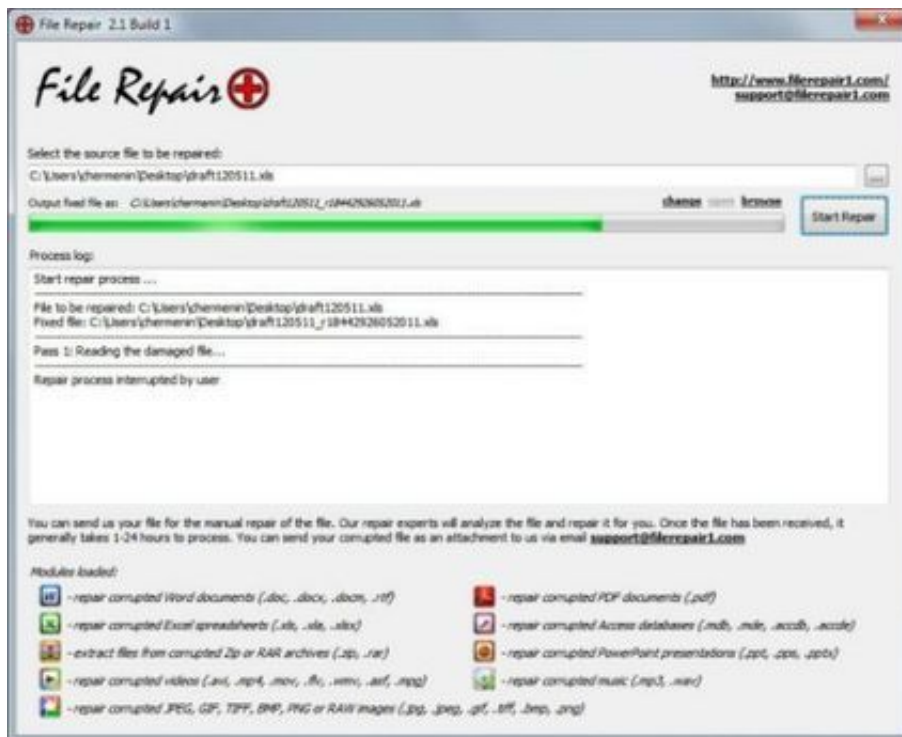 File Repair 2.1 Build 1
File Repair
http://www.filerepair1.com/
support@filerepair1.com
Select the source file to be repaired:
C:\Users\chermenin\Desktop\draft120511.xls
...
Output fixed file as: C:\Users\chermenin\Desktop\draft120511_r18442926052011.xls
change open browse
Start Repair
Process log:
Start repair process ...
File to be repaired: C:\Users\chermenin\Desktop\draft120511.xls
Fixed file: C:\Users\chermenin\Desktop\draft120511_r18442926052011.xls
Pass 1: Reading the damaged file...
Repair process interrupted by user
You can send us your file for the manual repair of the file. Our repair experts will analyze the file and repair it for you. Once the file has been received, it
generally takes 1-24 hours to process. You can send your corrupted file as an attachment to us via email support@filerepair1.com
Modules loaded:
- repair corrupted Word documents (.doc, .docx, .docm, .rtf)
- repair corrupted Excel spreadsheets (.xls, .xla, .xlsx)
- extract files from corrupted Zip or RAR archives (.zip, .rar)
- repair corrupted videos (.avi, .mp4, .mov, .flv, .wmv, .asf, .mpg)
- repair corrupted JPEG, GIF, TIFF, BMP, PNG or RAW images (.jpg, .jpeg, .gif, .tiff, .bmp, .png)
- repair corrupted PDF documents (.pdf)
- repair corrupted Access databases (.mdb, .mde, .accdb, .accde)
- repair corrupted PowerPoint presentations (.ppt, .pps, .pptx)
- repair corrupted music (.mp3, .wav)